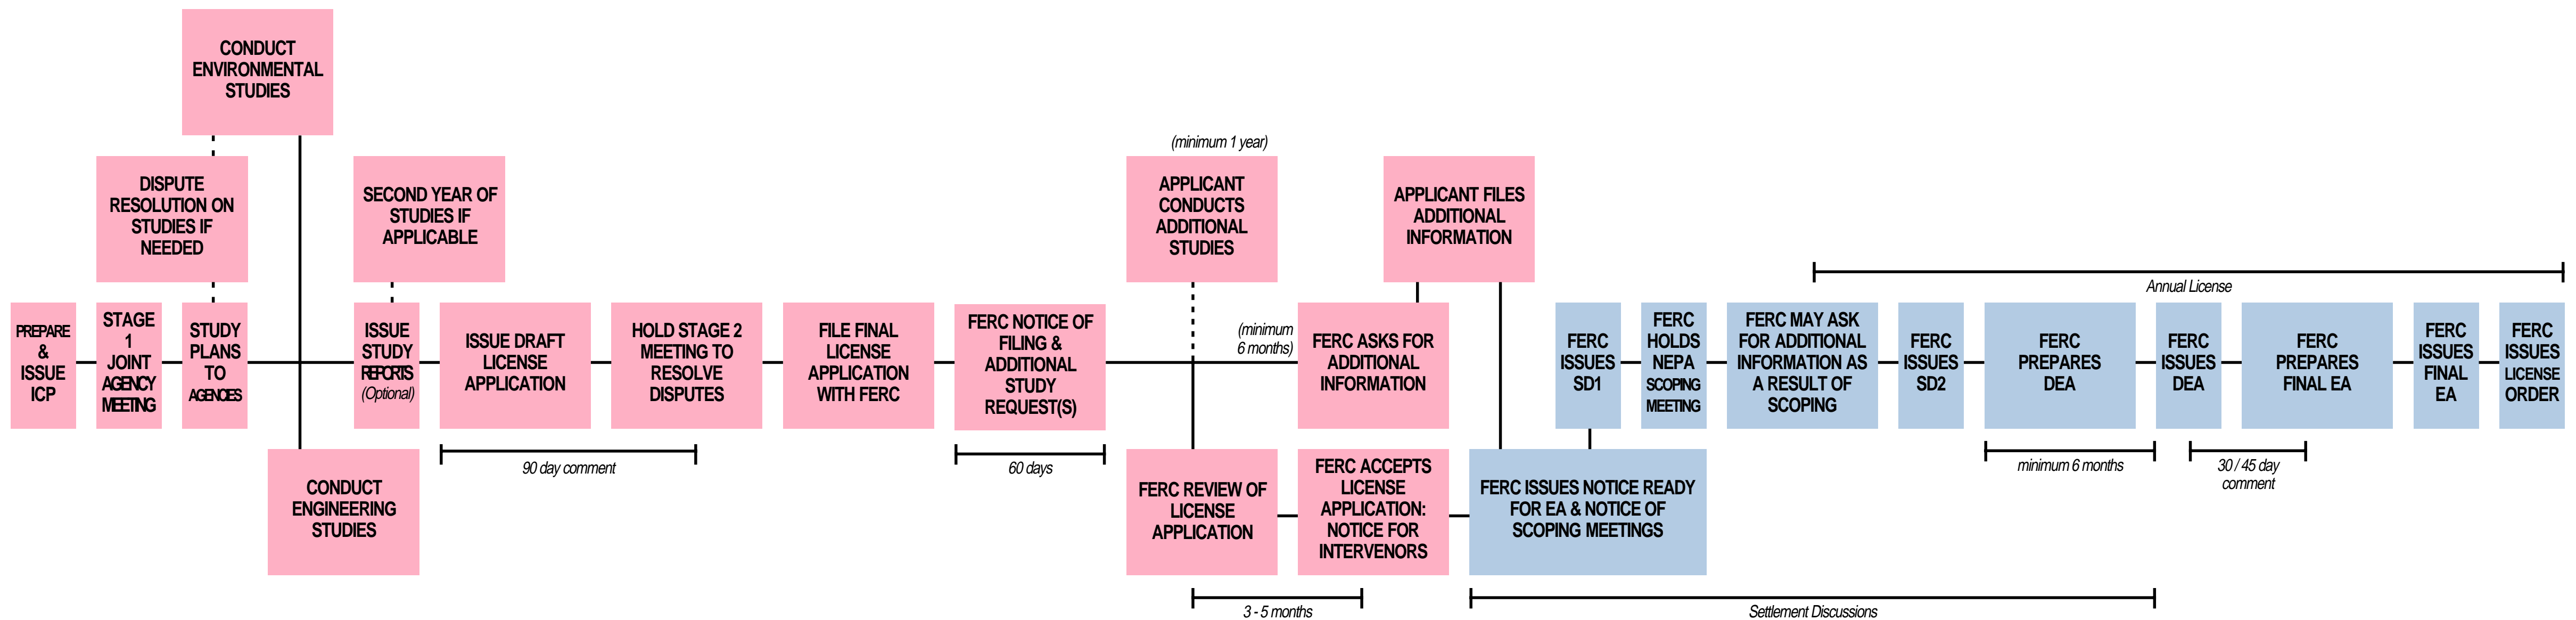 CONDUCT
ENVIRONMENTAL
STUDIES
DISPUTE
RESOLUTION ON
STUDIES IF
NEEDED
SECOND YEAR OF
STUDIES IF
APPLICABLE
(minimum 1 year)
APPLICANT
CONDUCTS
ADDITIONAL
STUDIES
APPLICANT FILES
ADDITIONAL
INFORMATION
Annual License
PREPARE
&
ISSUE
ICP
STAGE
1
JOINT
AGENCY
MEETING
STUDY
PLANS
TO
AGENCIES
ISSUE
STUDY
REPORTS
(Optional)
ISSUE DRAFT
LICENSE
APPLICATION
HOLD STAGE 2
MEETING TO
RESOLVE
DISPUTES
FILE FINAL
LICENSE
APPLICATION
WITH FERC
FERC NOTICE OF
FILING &
ADDITIONAL
STUDY
REQUEST(S)
(minimum
6 months)
FERC ASKS FOR
ADDITIONAL
INFORMATION
FERC
ISSUES
SD1
FERC
HOLDS
NEPA
SCOPING
MEETING
FERC MAY ASK
FOR ADDITIONAL
INFORMATION AS
A RESULT OF
SCOPING
FERC
ISSUES
SD2
FERC
PREPARES
DEA
FERC
ISSUES
DEA
FERC
PREPARES
FINAL EA
FERC
ISSUES
FINAL
EA
FERC
ISSUES
LICENSE
ORDER
CONDUCT
ENGINEERING
STUDIES
90 day comment
60 days
FERC REVIEW OF
LICENSE
APPLICATION
FERC ACCEPTS
LICENSE
APPLICATION:
NOTICE FOR
INTERVENORS
FERC ISSUES NOTICE READY
FOR EA & NOTICE OF
SCOPING MEETINGS
minimum 6 months
30 / 45 day
comment
3 - 5 months
Settlement Discussions